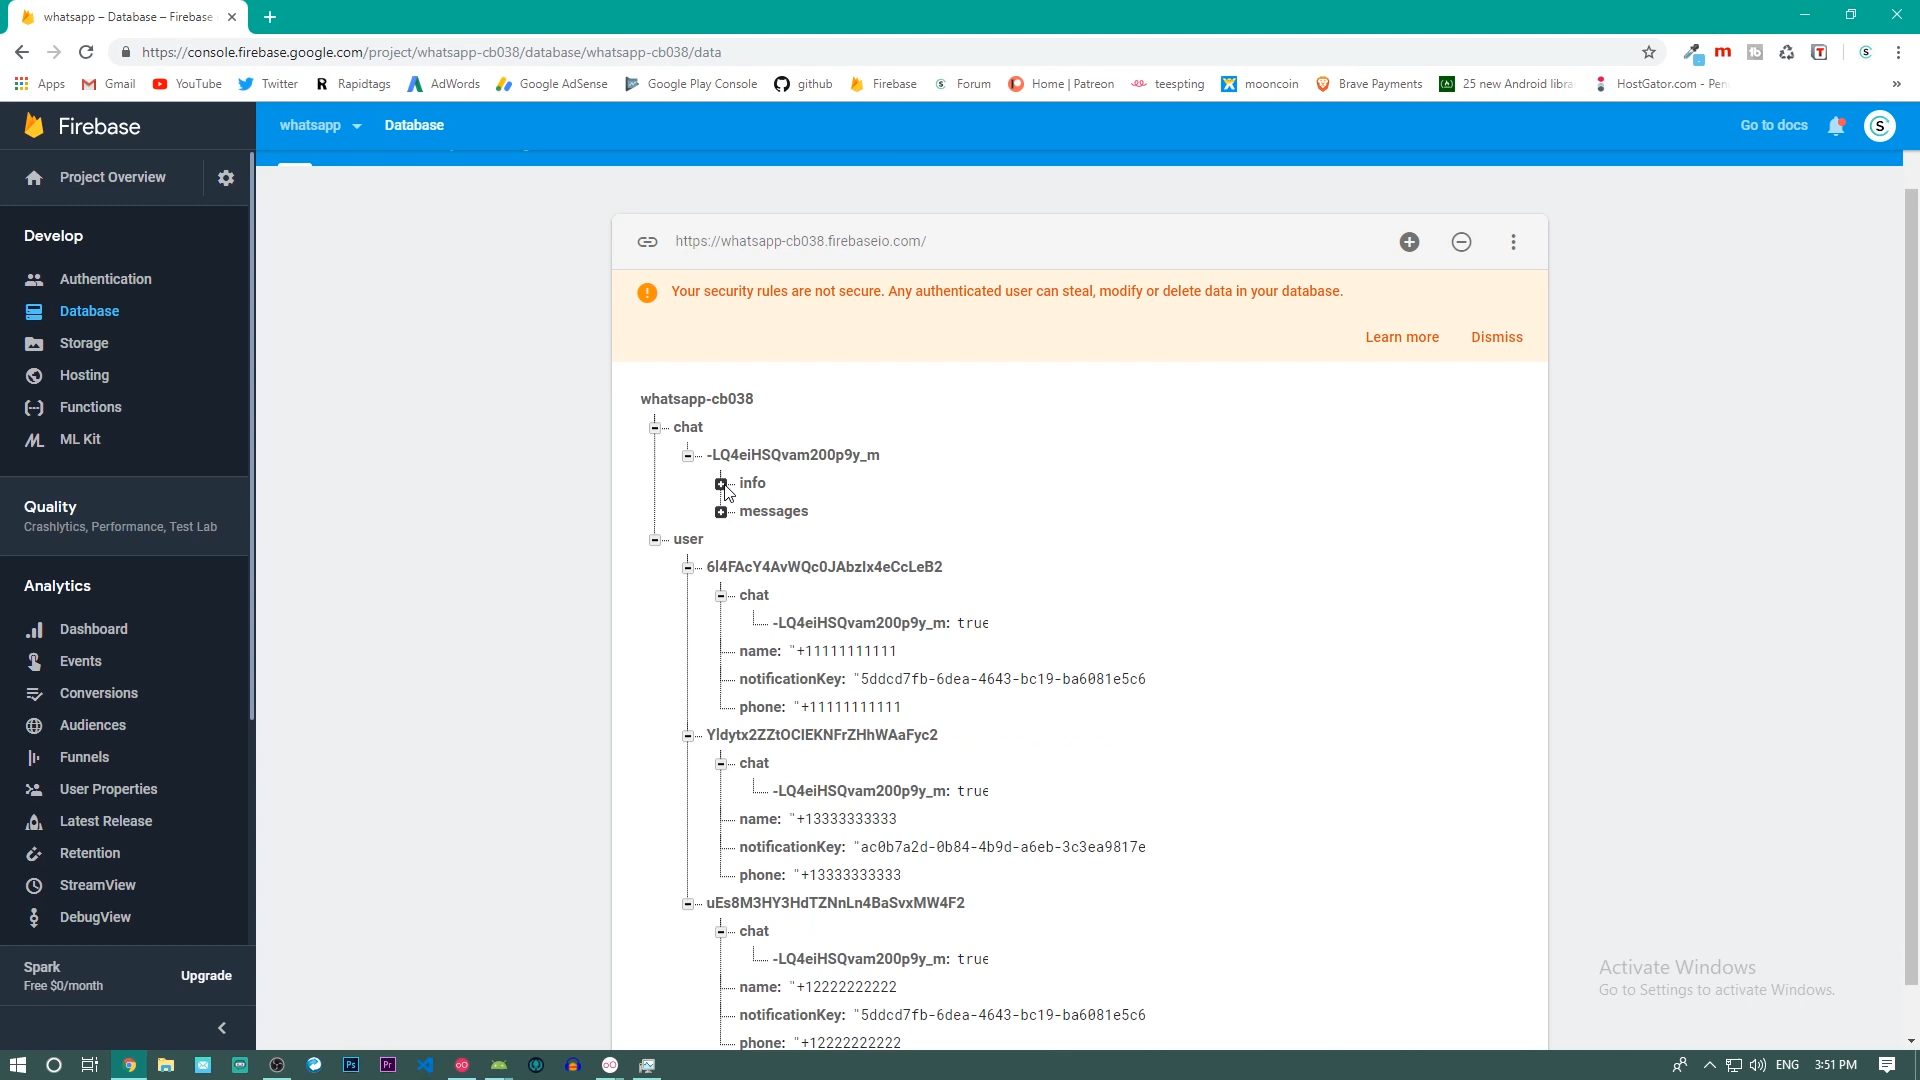 whatsapp – Database – Firebase
https://console.firebase.google.com/project/whatsapp-cb038/database/whatsapp-cb038/data
Apps
Gmail
YouTube
Twitter
Rapidtags
AdWords
Google AdSense
Google Play Console
github
Firebase
Forum
Home | Patreon
teespting
mooncoin
Brave Payments
25 new Android libra
HostGator.com - Pen
»
Firebase
whatsapp
Database
Go to docs
Project Overview
Develop
Authentication
Database
Storage
Hosting
Functions
ML Kit
Quality
Crashlytics, Performance, Test Lab
Analytics
Dashboard
Events
Conversions
Audiences
Funnels
User Properties
Latest Release
Retention
StreamView
DebugView
Spark
Free $0/month
Upgrade
https://whatsapp-cb038.firebaseio.com/
Your security rules are not secure. Any authenticated user can steal, modify or delete data in your database.
Learn more
Dismiss
whatsapp-cb038
chat
-LQ4eiHSQvam200p9y_m
info
messages
user
6l4FAcY4AvWQc0JAbzIx4eCcLeB2
chat
-LQ4eiHSQvam200p9y_m: true
name: "+11111111111
notificationKey: "5ddcd7fb-6dea-4643-bc19-ba6081e5c6
phone: "+11111111111
Yldytx2ZZtOClEKNFrZHhWAaFyc2
chat
-LQ4eiHSQvam200p9y_m: true
name: "+13333333333
notificationKey: "ac0b7a2d-0b84-4b9d-a6eb-3c3ea9817e
phone: "+13333333333
uEs8M3HY3HdTZNnLn4BaSvxMW4F2
chat
-LQ4eiHSQvam200p9y_m: true
name: "+12222222222
notificationKey: "5ddcd7fb-6dea-4643-bc19-ba6081e5c6
phone: "+12222222222
Activate Windows
Go to Settings to activate Windows.
ENG
3:51 PM